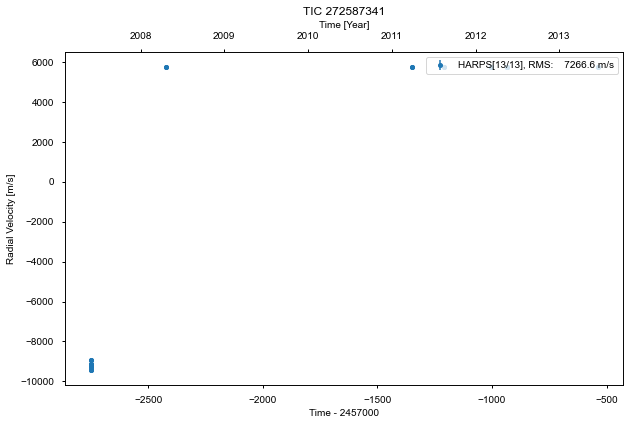 TIC 272587341
Time [Year]
2008 2009 2010 2011 2012 2013
HARPS[13/13], RMS: 7266.6 m/s
6000
4000
2000
0
−2000
−4000
−6000
−8000
−10000
Radial Velocity [m/s]
−2500 −2000 −1500 −1000 −500
Time - 2457000